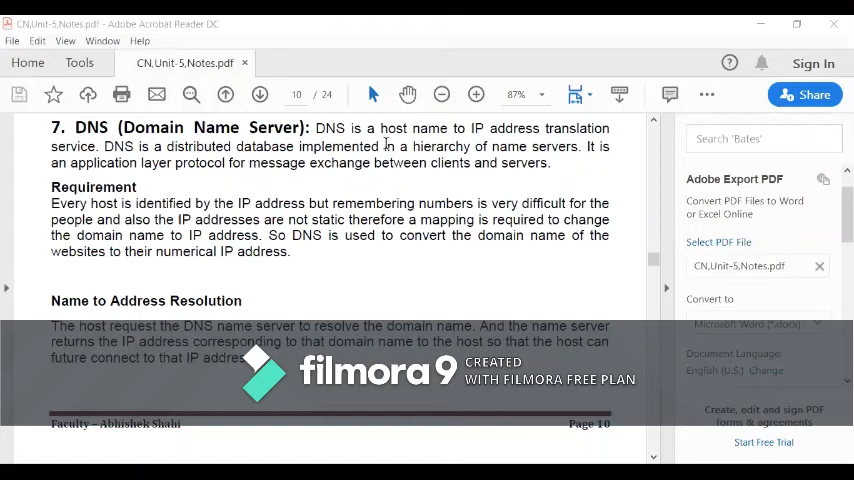 CN,Unit-5,Notes.pdf - Adobe Acrobat Reader DC
File Edit View Window Help
Home Tools CN,Unit-5,Notes.pdf × Sign In
10 / 24 87% Share
7. DNS (Domain Name Server): DNS is a host name to IP address translation
service. DNS is a distributed database implemented in a hierarchy of name servers. It is
an application layer protocol for message exchange between clients and servers.
Requirement
Every host is identified by the IP address but remembering numbers is very difficult for the
people and also the IP addresses are not static therefore a mapping is required to change
the domain name to IP address. So DNS is used to convert the domain name of the
websites to their numerical IP address.
Name to Address Resolution
The host request the DNS name server to resolve the domain name. And the name server
returns the IP address corresponding to that domain name to the host so that the host can
future connect to that IP address
Faculty – Abhishek Shahi Page 10
Search 'Bates'
Adobe Export PDF
Convert PDF Files to Word
or Excel Online
Select PDF File
CN,Unit-5,Notes.pdf ×
Convert to
Microsoft Word (*.docx)
Document Language:
English (U.S.) Change
Create, edit and sign PDF
forms & agreements
Start Free Trial
filmora9 CREATED
WITH FILMORA FREE PLAN